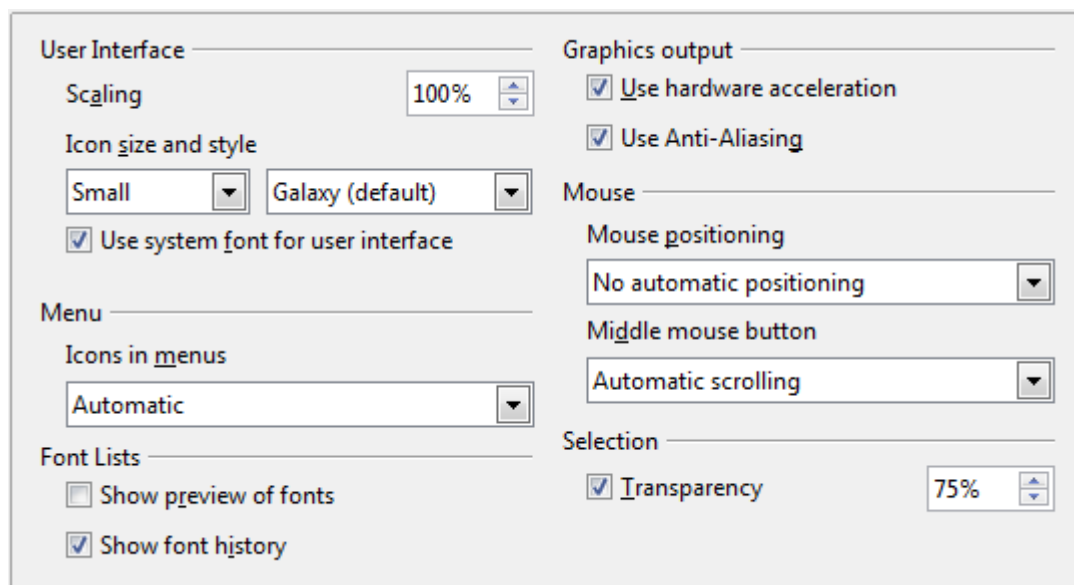 User Interface
Scaling 100%
Icon size and style
Small Galaxy (default)
Use system font for user interface
Menu
Icons in menus
Automatic
Font Lists
Show preview of fonts
Show font history
Graphics output
Use hardware acceleration
Use Anti-Aliasing
Mouse
Mouse positioning
No automatic positioning
Middle mouse button
Automatic scrolling
Selection
Transparency 75%